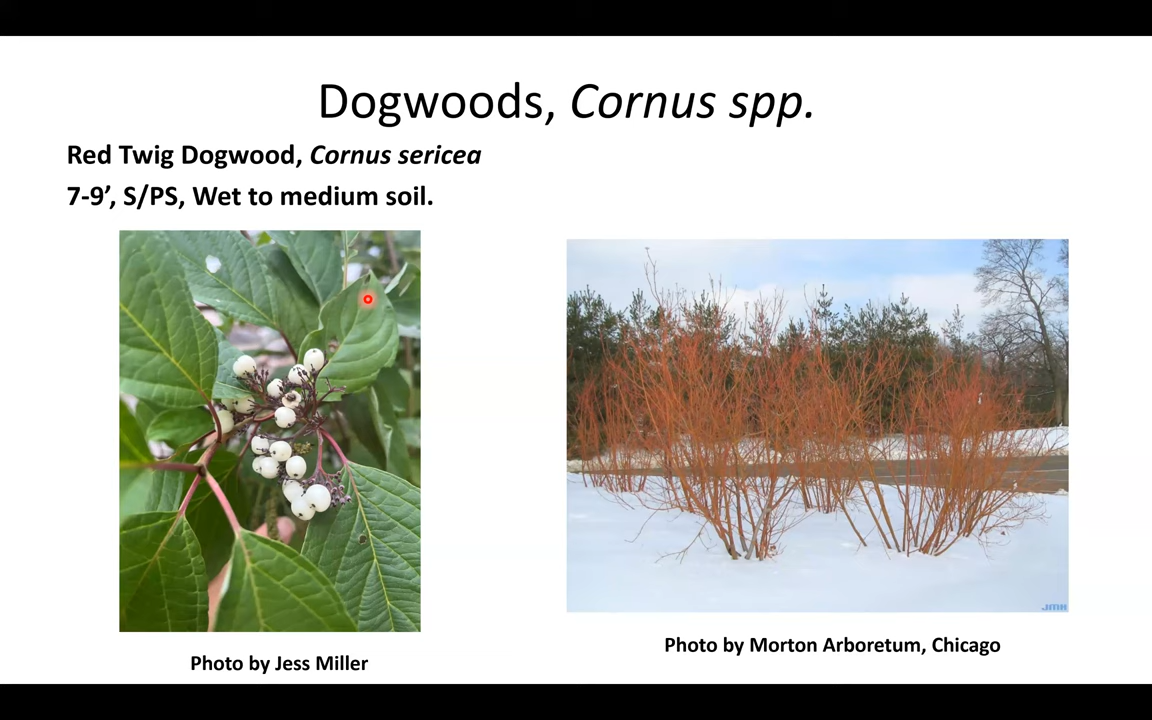 Dogwoods, Cornus spp.
Red Twig Dogwood, Cornus sericea
7-9’, S/PS, Wet to medium soil.
JMH
Photo by Jess Miller
Photo by Morton Arboretum, Chicago